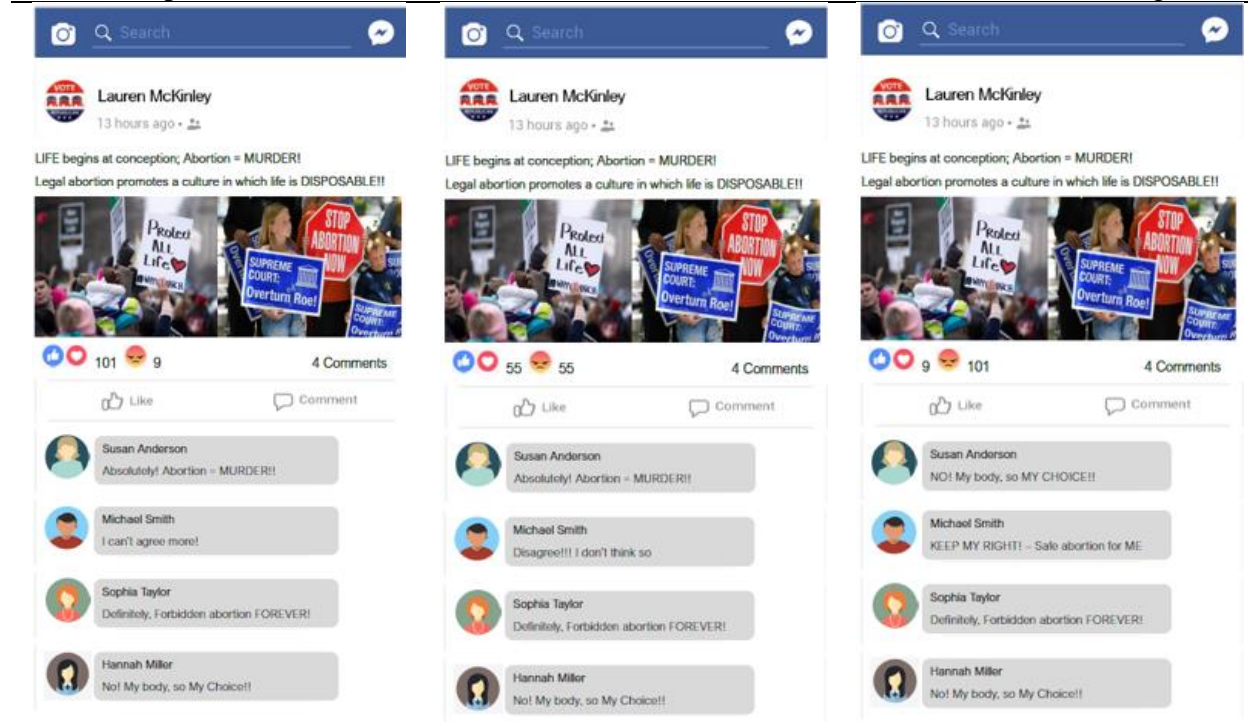 Search
Lauren McKinley
13 hours ago •
LIFE begins at conception; Abortion = MURDER!
Legal abortion promotes a culture in which life is DISPOSABLE!!
PROTECT
ALL
LiFe
STOP
ABORTION
NOW
SUPREME
COURT:
Overturn Roe!
SUPREME
COURT:
101 9 4 Comments
Like Comment
Susan Anderson
Absolutely! Abortion = MURDER!!
Michael Smith
I can't agree more!
Sophia Taylor
Definitely, Forbidden abortion FOREVER!
Hannah Miller
No! My body, so My Choice!!
Search
Lauren McKinley
13 hours ago •
LIFE begins at conception; Abortion = MURDER!
Legal abortion promotes a culture in which life is DISPOSABLE!!
PROTECT
ALL
LiFe
STOP
ABORTION
NOW
SUPREME
COURT:
Overturn Roe!
SUPREME
COURT:
55 55 4 Comments
Like Comment
Susan Anderson
Absolutely! Abortion = MURDER!!
Michael Smith
Disagree!!! I don't think so
Sophia Taylor
Definitely, Forbidden abortion FOREVER!
Hannah Miller
No! My body, so My Choice!!
Search
Lauren McKinley
13 hours ago •
LIFE begins at conception; Abortion = MURDER!
Legal abortion promotes a culture in which life is DISPOSABLE!!
PROTECT
ALL
LiFe
STOP
ABORTION
NOW
SUPREME
COURT:
Overturn Roe!
SUPREME
COURT:
9 101 4 Comments
Like Comment
Susan Anderson
NO! My body, so MY CHOICE!!
Michael Smith
KEEP MY RIGHT! – Safe abortion for ME
Sophia Taylor
Definitely, Forbidden abortion FOREVER!
Hannah Miller
No! My body, so My Choice!!